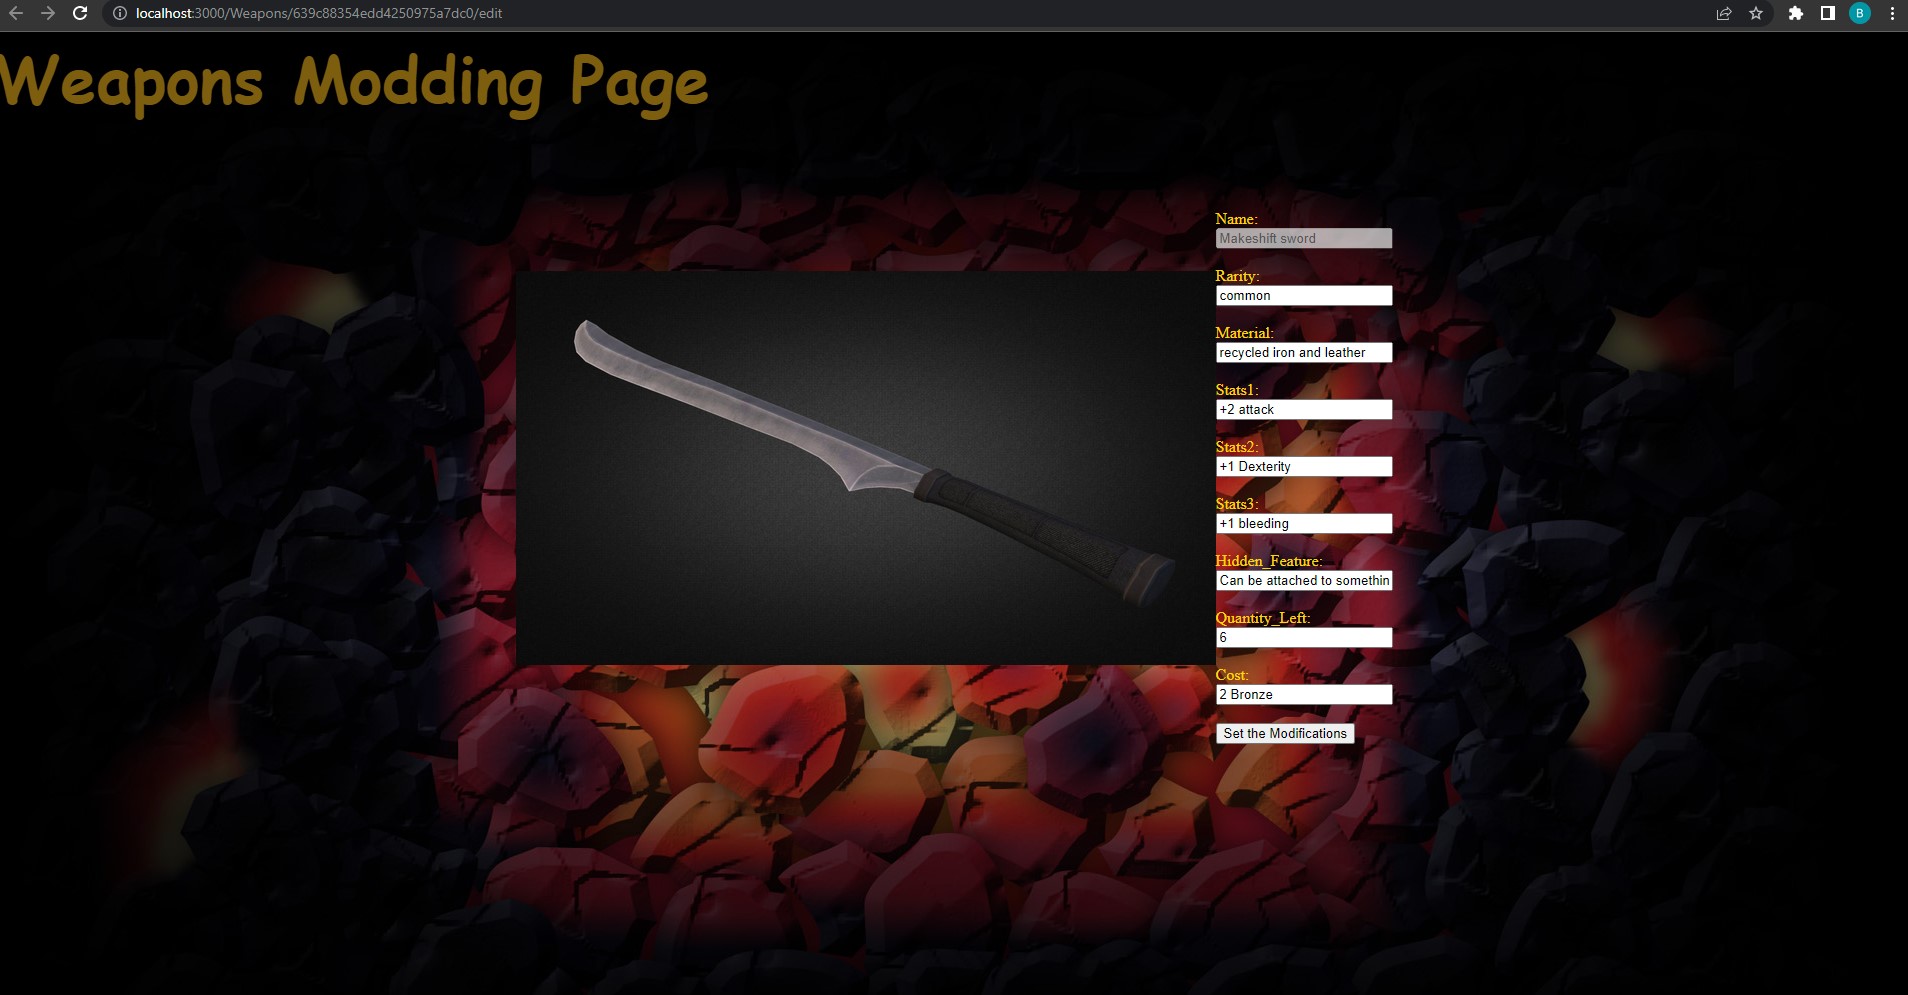 localhost:3000/Weapons/639c88354edd4250975a7dc0/edit
B
Weapons Modding Page
Name:
Makeshift sword
Rarity:
common
Material:
recycled iron and leather
Stats1:
+2 attack
Stats2:
+1 Dexterity
Stats3:
+1 bleeding
Hidden_Feature:
Can be attached to somethin
Quantity_Left:
6
Cost:
2 Bronze
Set the Modifications